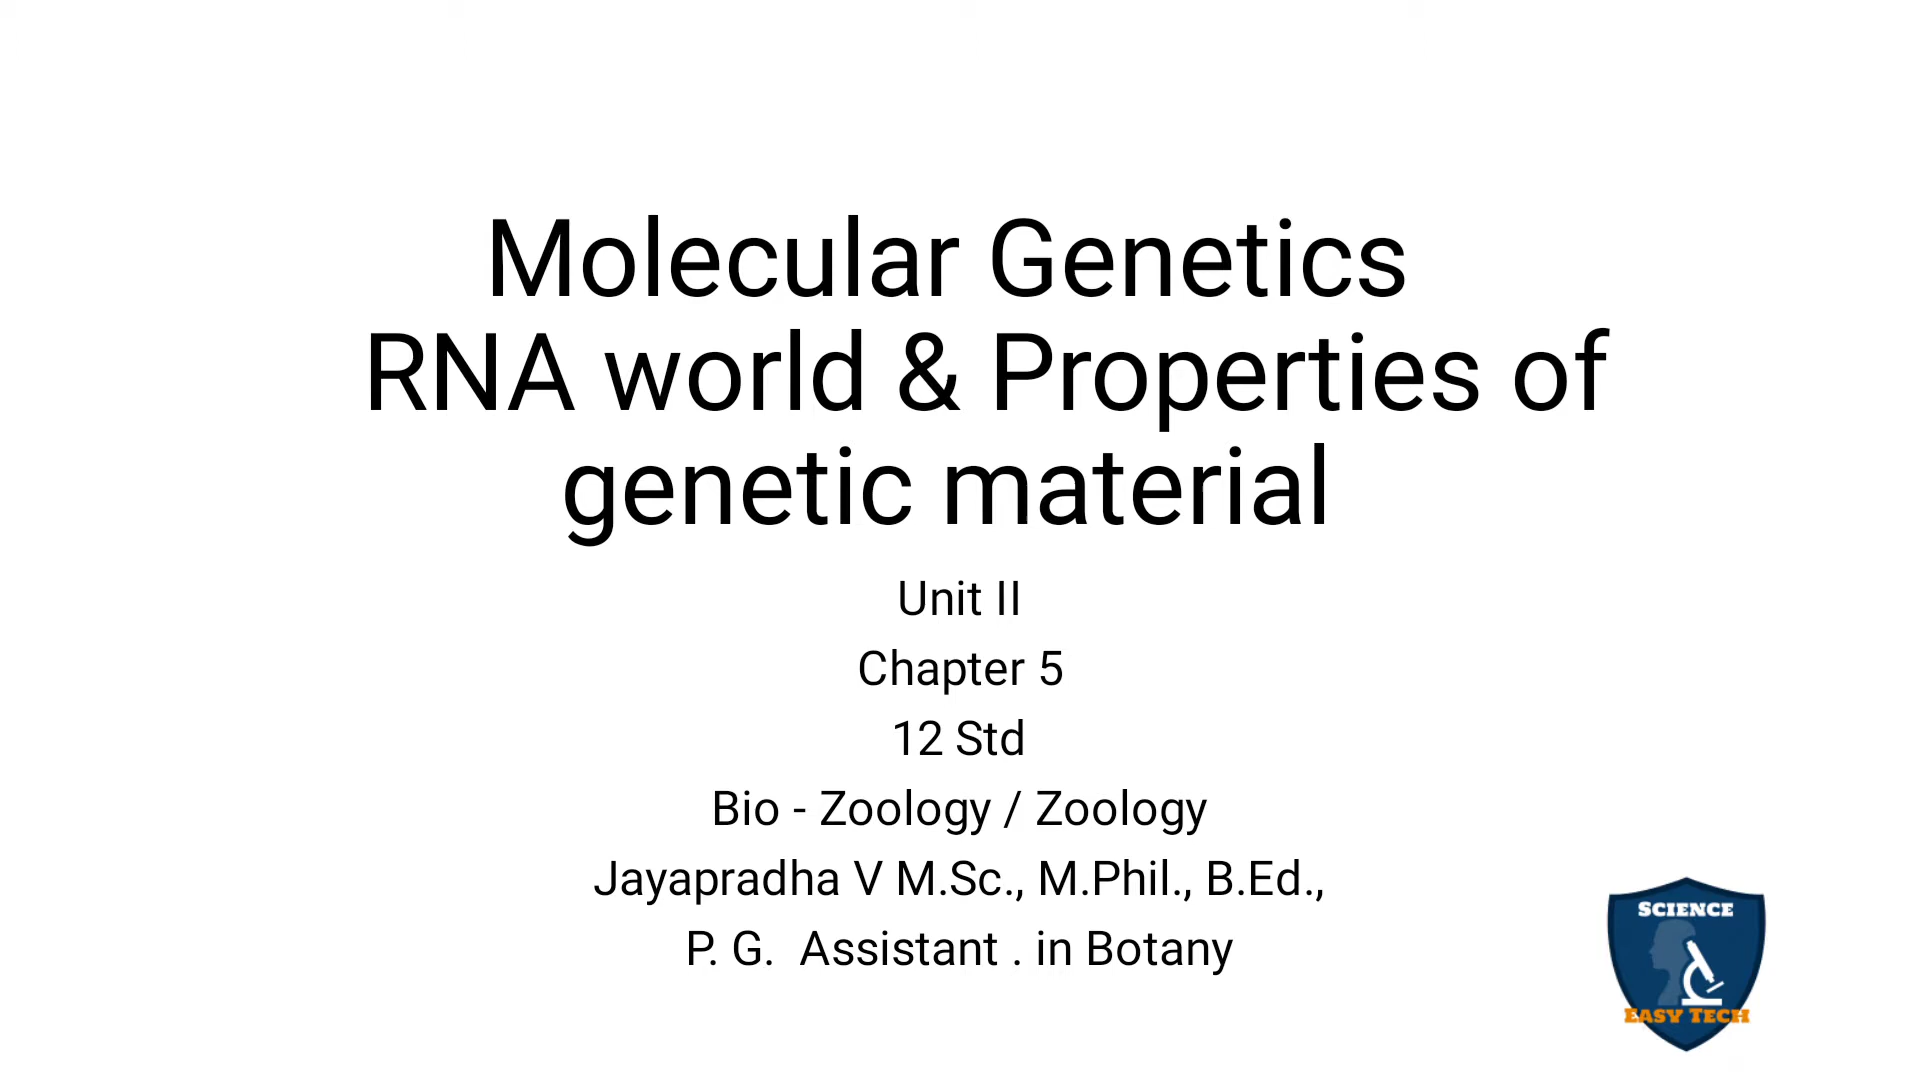 Molecular Genetics
RNA world & Properties of
genetic material
Unit II
Chapter 5
12 Std
Bio - Zoology / Zoology
Jayapradha V M.Sc., M.Phil., B.Ed.,
P. G.  Assistant . in Botany
SCIENCE
EASY TECH